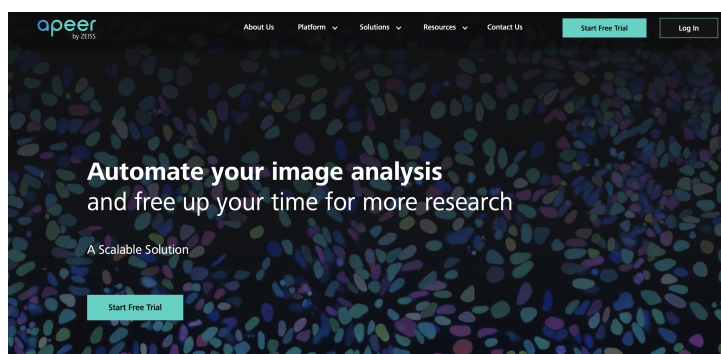 apeer
by ZEISS
About Us Platform Solutions Resources Contact Us Start Free Trial Log In
Automate your image analysis
and free up your time for more research
A Scalable Solution
Start Free Trial